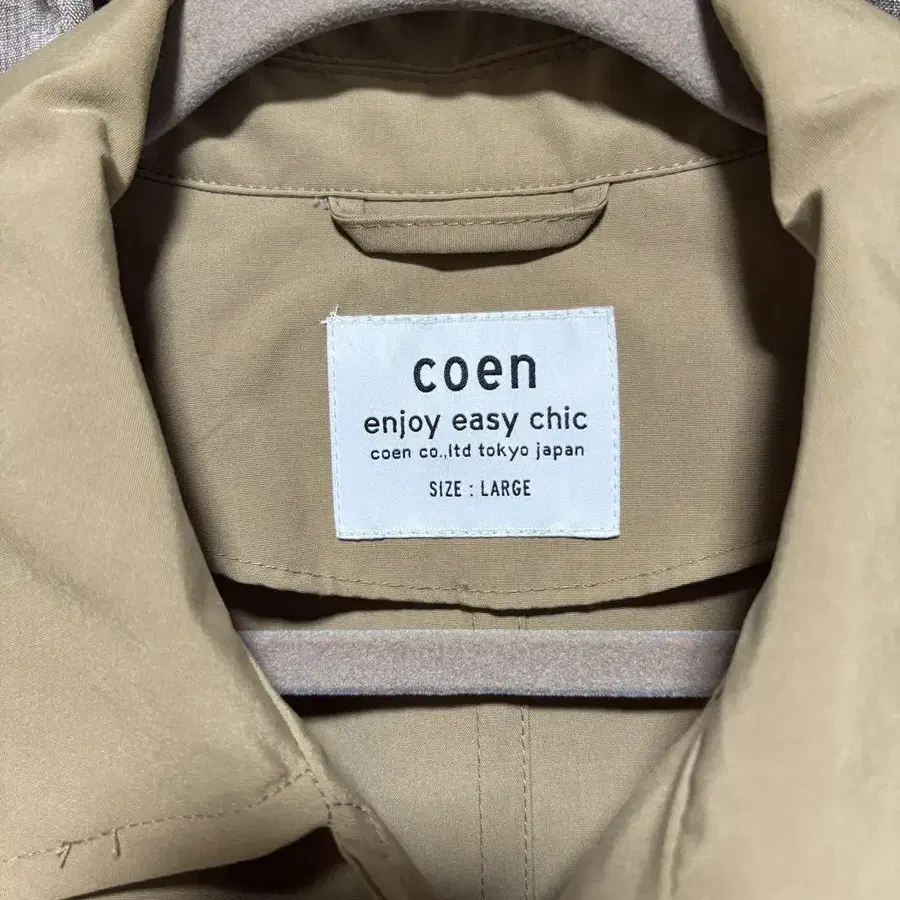 coen
enjoy easy chic
coen co.,ltd tokyo japan
SIZE : LARGE